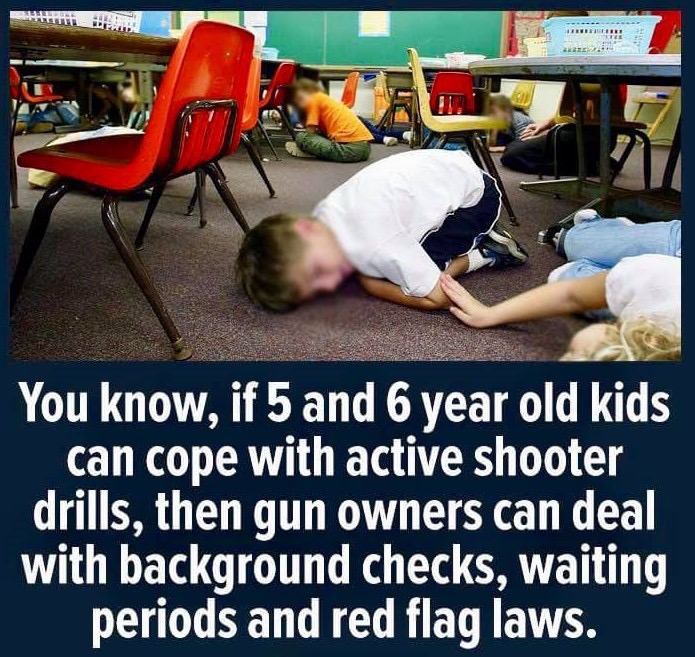 You know, if 5 and 6 year old kids
can cope with active shooter
drills, then gun owners can deal
with background checks, waiting
periods and red flag laws.